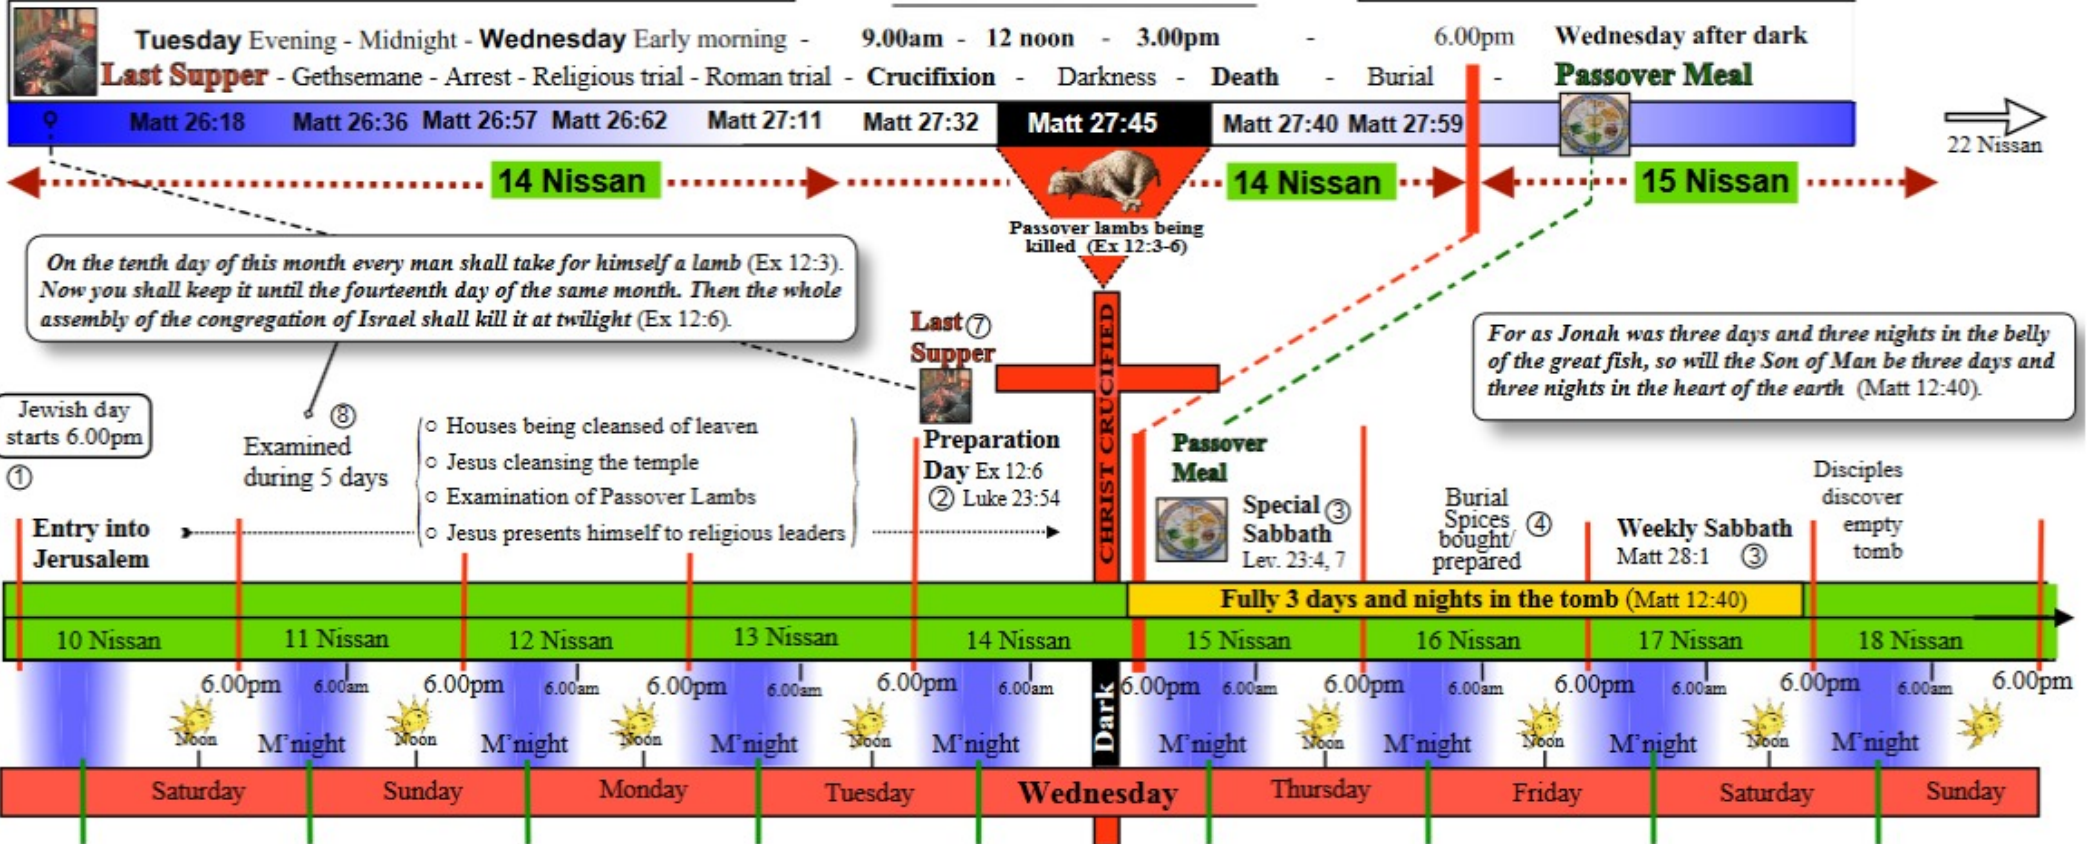 Tuesday Evening - Midnight - Wednesday Early morning - 9.00am - 12 noon - 3.00pm - 6.00pm Wednesday after dark
Last Supper - Gethsemane - Arrest - Religious trial - Roman trial - Crucifixion - Darkness - Death - Burial - Passover Meal
Matt 26:18 Matt 26:36 Matt 26:57 Matt 26:62 Matt 27:11 Matt 27:32 Matt 27:45 Matt 27:40 Matt 27:59
22 Nissan
14 Nissan 14 Nissan 15 Nissan
Passover lambs being
killed (Ex 12:3-6)
On the tenth day of this month every man shall take for himself a lamb (Ex 12:3).
Now you shall keep it until the fourteenth day of the same month. Then the whole
assembly of the congregation of Israel shall kill it at twilight (Ex 12:6).
For as Jonah was three days and three nights in the belly
of the great fish, so will the Son of Man be three days and
three nights in the heart of the earth (Matt 12:40).
Jewish day
starts 6.00pm
①
Entry into
Jerusalem
⑧
Examined
during 5 days
○ Houses being cleansed of leaven
○ Jesus cleansing the temple
○ Examination of Passover Lambs
○ Jesus presents himself to religious leaders
Last ⑦
Supper
Preparation
Day Ex 12:6
② Luke 23:54
CHRIST CRUCIFIED
Passover
Meal
Special ③
Sabbath
Lev. 23:4, 7
Burial
Spices ④
bought/
prepared
Weekly Sabbath
Matt 28:1 ③
Disciples
discover
empty
tomb
Fully 3 days and nights in the tomb (Matt 12:40)
10 Nissan 11 Nissan 12 Nissan 13 Nissan 14 Nissan 15 Nissan 16 Nissan 17 Nissan 18 Nissan
6.00pm 6.00am 6.00pm 6.00am 6.00pm 6.00am 6.00pm 6.00am 6.00pm 6.00am 6.00pm 6.00am 6.00pm 6.00am 6.00pm 6.00am 6.00pm
Dark
Noon M'night Noon M'night Noon M'night Noon M'night M'night Noon M'night Noon M'night Noon M'night
Saturday Sunday Monday Tuesday Wednesday Thursday Friday Saturday Sunday